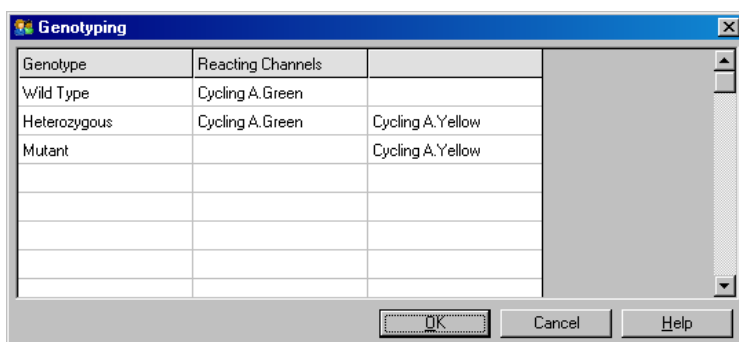 Genotyping
Genotype Reacting Channels
Wild Type Cycling A.Green
Heterozygous Cycling A.Green Cycling A.Yellow
Mutant Cycling A.Yellow
OK Cancel Help